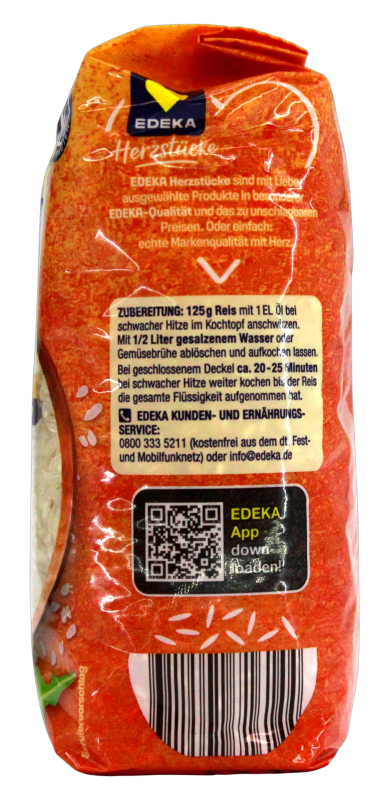 EDEKA
Herzstücke
EDEKA Herzstücke sind mit Liebe
ausgewählte Produkte in besonderer
EDEKA-Qualität und das zu unschlagbaren
Preisen. Oder einfach:
echte Markenqualität mit Herz.
ZUBEREITUNG: 125g Reis mit 1 EL Öl bei
schwacher Hitze im Kochtopf anschwitzen.
Mit 1/2 Liter gesalzenem Wasser oder
Gemüsebrühe ablöschen und aufkochen lassen.
Bei geschlossenem Deckel ca. 20-25 Minuten
bei schwacher Hitze weiter kochen bis der Reis
die gesamte Flüssigkeit aufgenommen hat.
EDEKA KUNDEN- UND ERNÄHRUNGS-
SERVICE:
0800 333 5211 (kostenfrei aus dem dt. Fest-
und Mobilfunknetz) oder info@edeka.de
EDEKA
App
down-
loaden!
Serviervorschlag